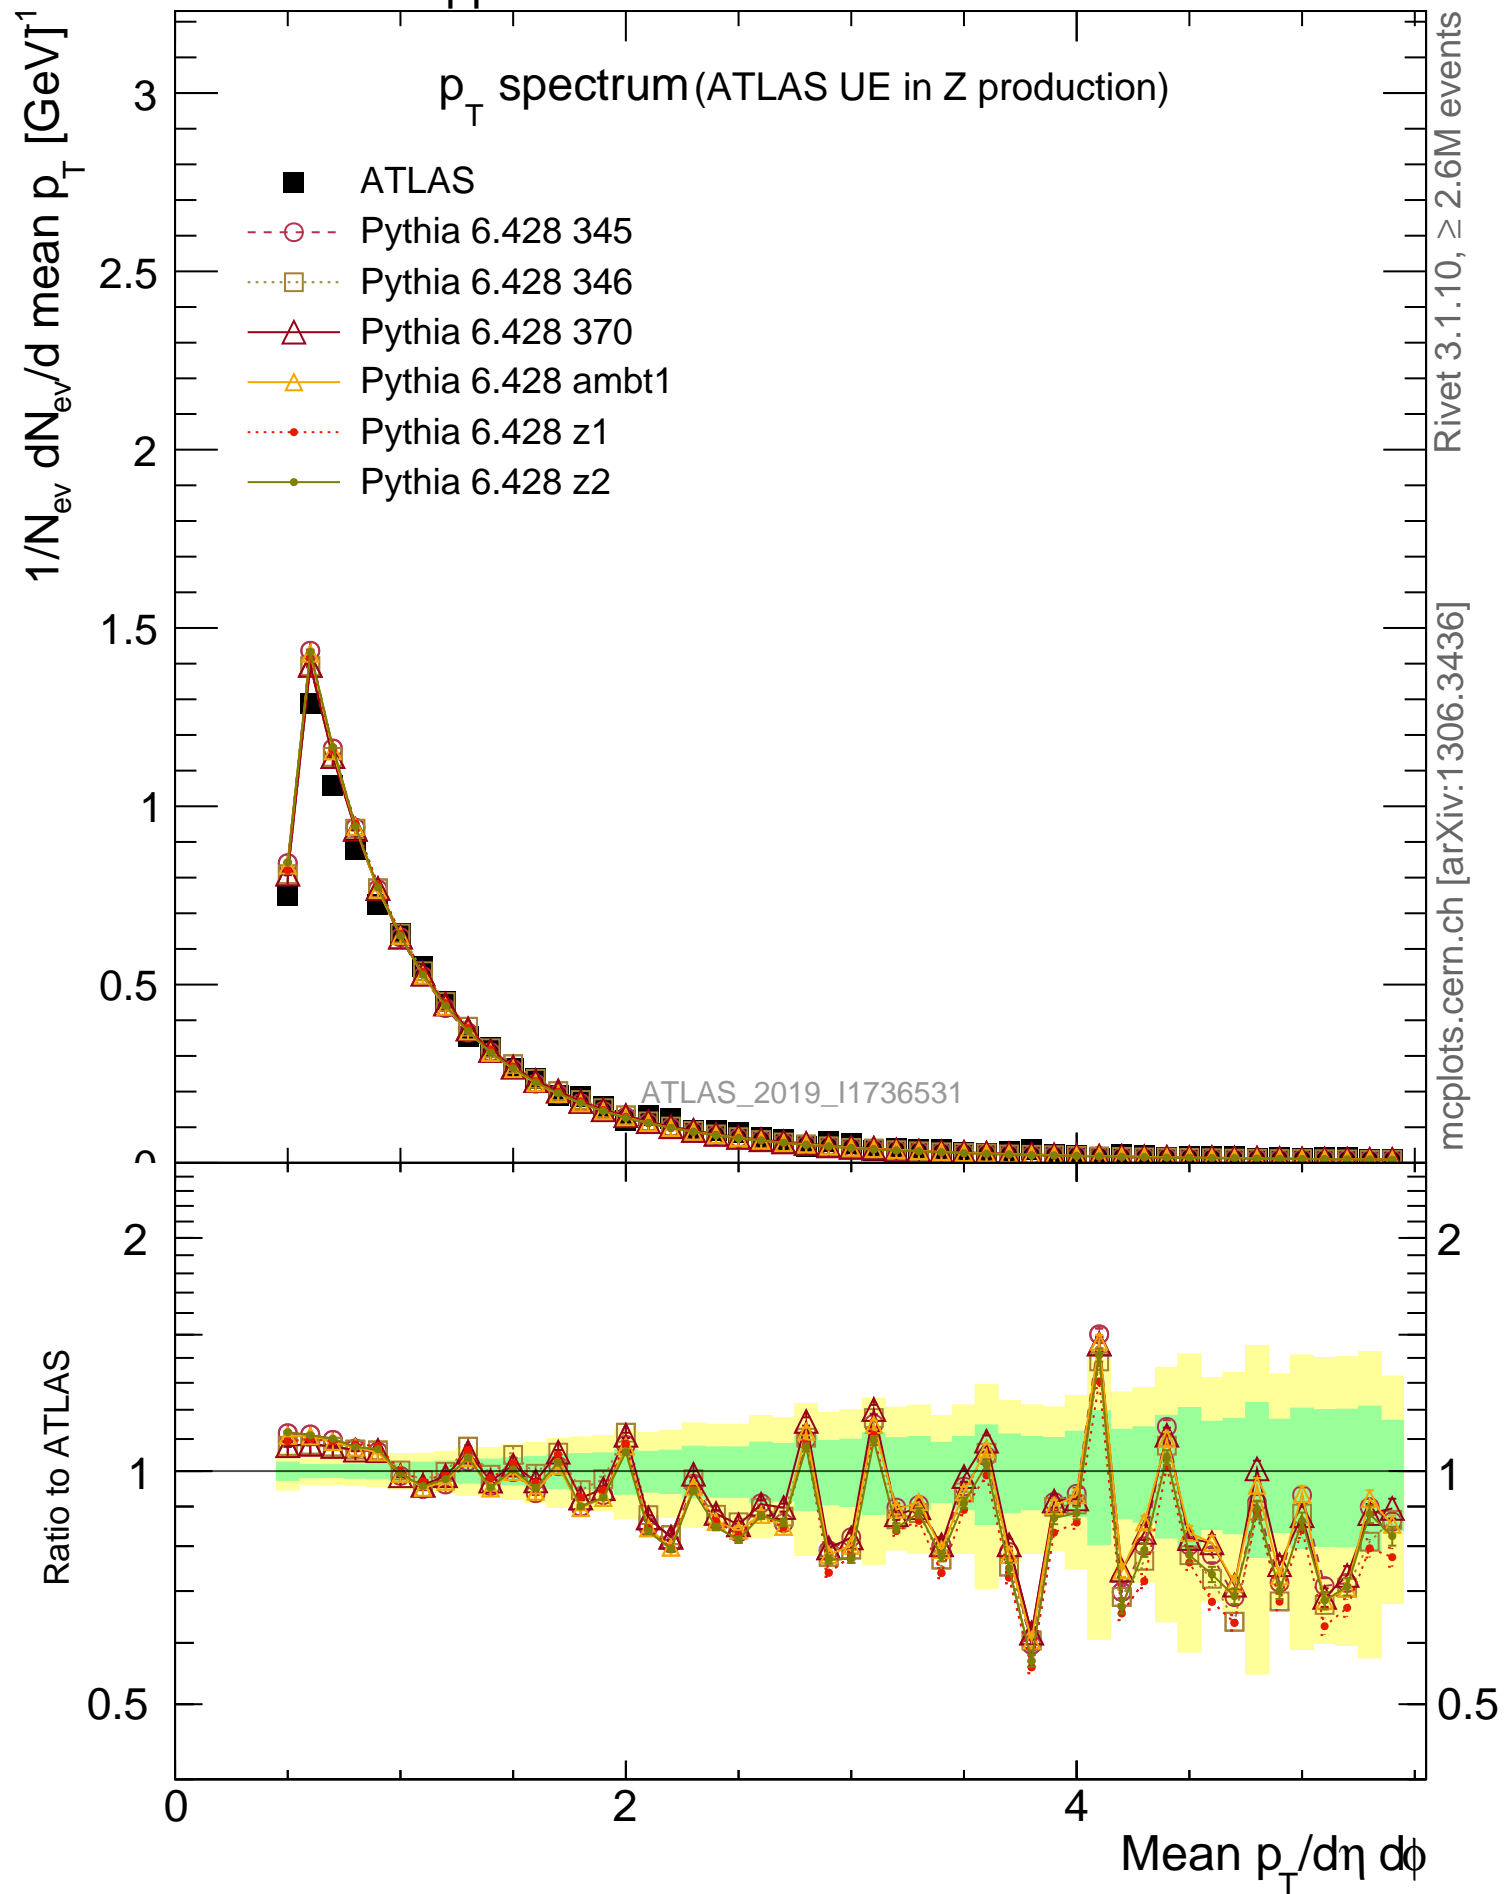 p_T spectrum (ATLAS UE in Z production)
1/N_ev dN_ev/d mean p_T [GeV]^-1
ATLAS
Pythia 6.428 345
Pythia 6.428 346
Pythia 6.428 370
Pythia 6.428 ambt1
Pythia 6.428 z1
Pythia 6.428 z2
3
2.5
2
1.5
1
0.5
0
ATLAS_2019_I1736531
Rivet 3.1.10, ≥ 2.6M events
mcplots.cern.ch [arXiv:1306.3436]
Ratio to ATLAS
2
1
0.5
2
1
0.5
0
2
4
Mean p_T/dη dϕ